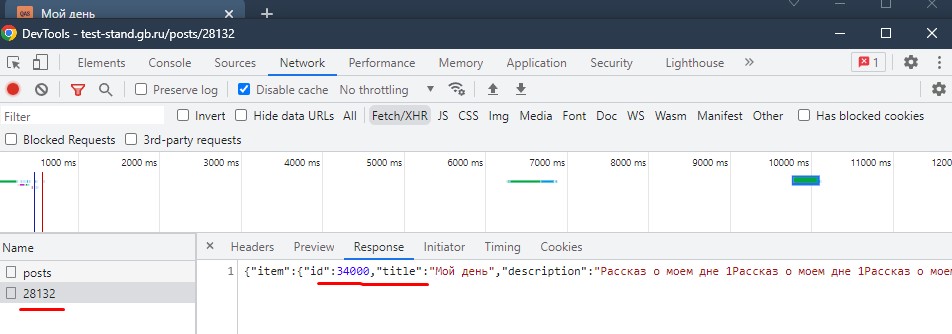 QAS Мой день
DevTools - test-stand.gb.ru/posts/28132
Elements Console Sources Network Performance Memory Application Security Lighthouse » 1
Preserve log Disable cache No throttling
Filter Invert Hide data URLs All Fetch/XHR JS CSS Img Media Font Doc WS Wasm Manifest Other Has blocked cookies
Blocked Requests 3rd-party requests
1000 ms 2000 ms 3000 ms 4000 ms 5000 ms 6000 ms 7000 ms 8000 ms 9000 ms 10000 ms 11000 ms 1200
Name × Headers Preview Response Initiator Timing Cookies
posts 1 {"item":{"id":34000,"title":"Мой день","description":"Рассказ о моем дне 1Рассказ о моем дне 1Рассказ о моем
28132